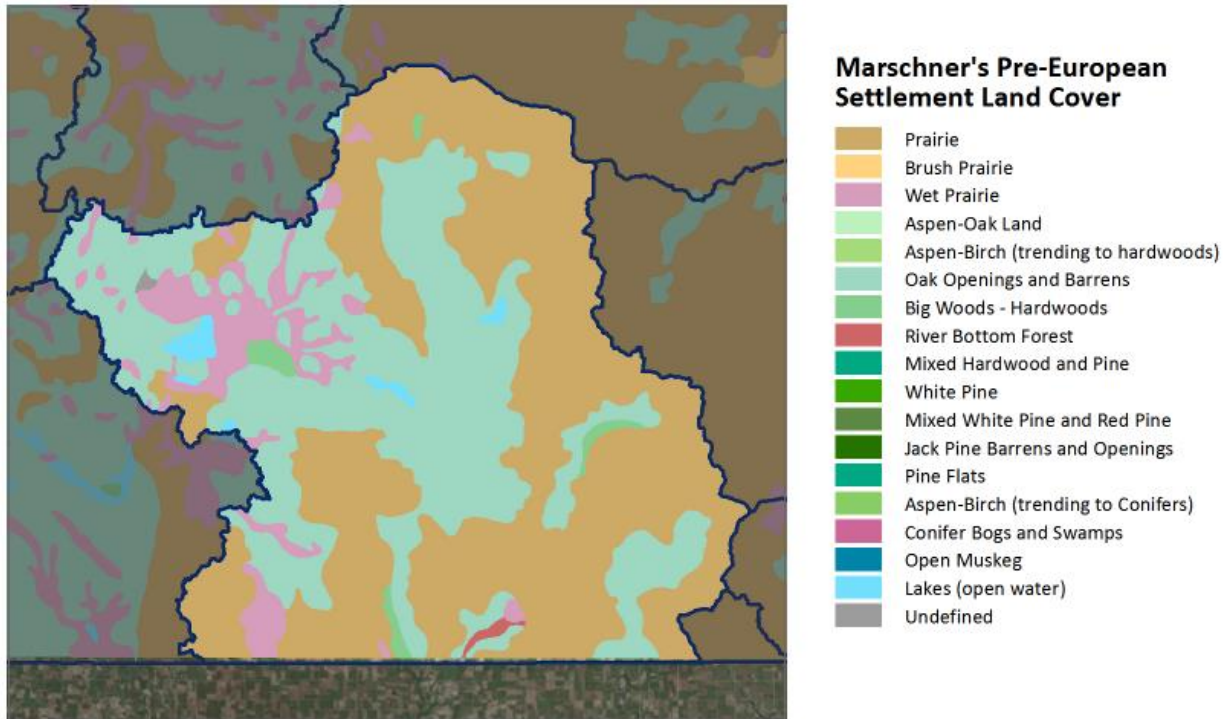 Marschner's Pre-European
Settlement Land Cover
Prairie
Brush Prairie
Wet Prairie
Aspen-Oak Land
Aspen-Birch (trending to hardwoods)
Oak Openings and Barrens
Big Woods - Hardwoods
River Bottom Forest
Mixed Hardwood and Pine
White Pine
Mixed White Pine and Red Pine
Jack Pine Barrens and Openings
Pine Flats
Aspen-Birch (trending to Conifers)
Conifer Bogs and Swamps
Open Muskeg
Lakes (open water)
Undefined